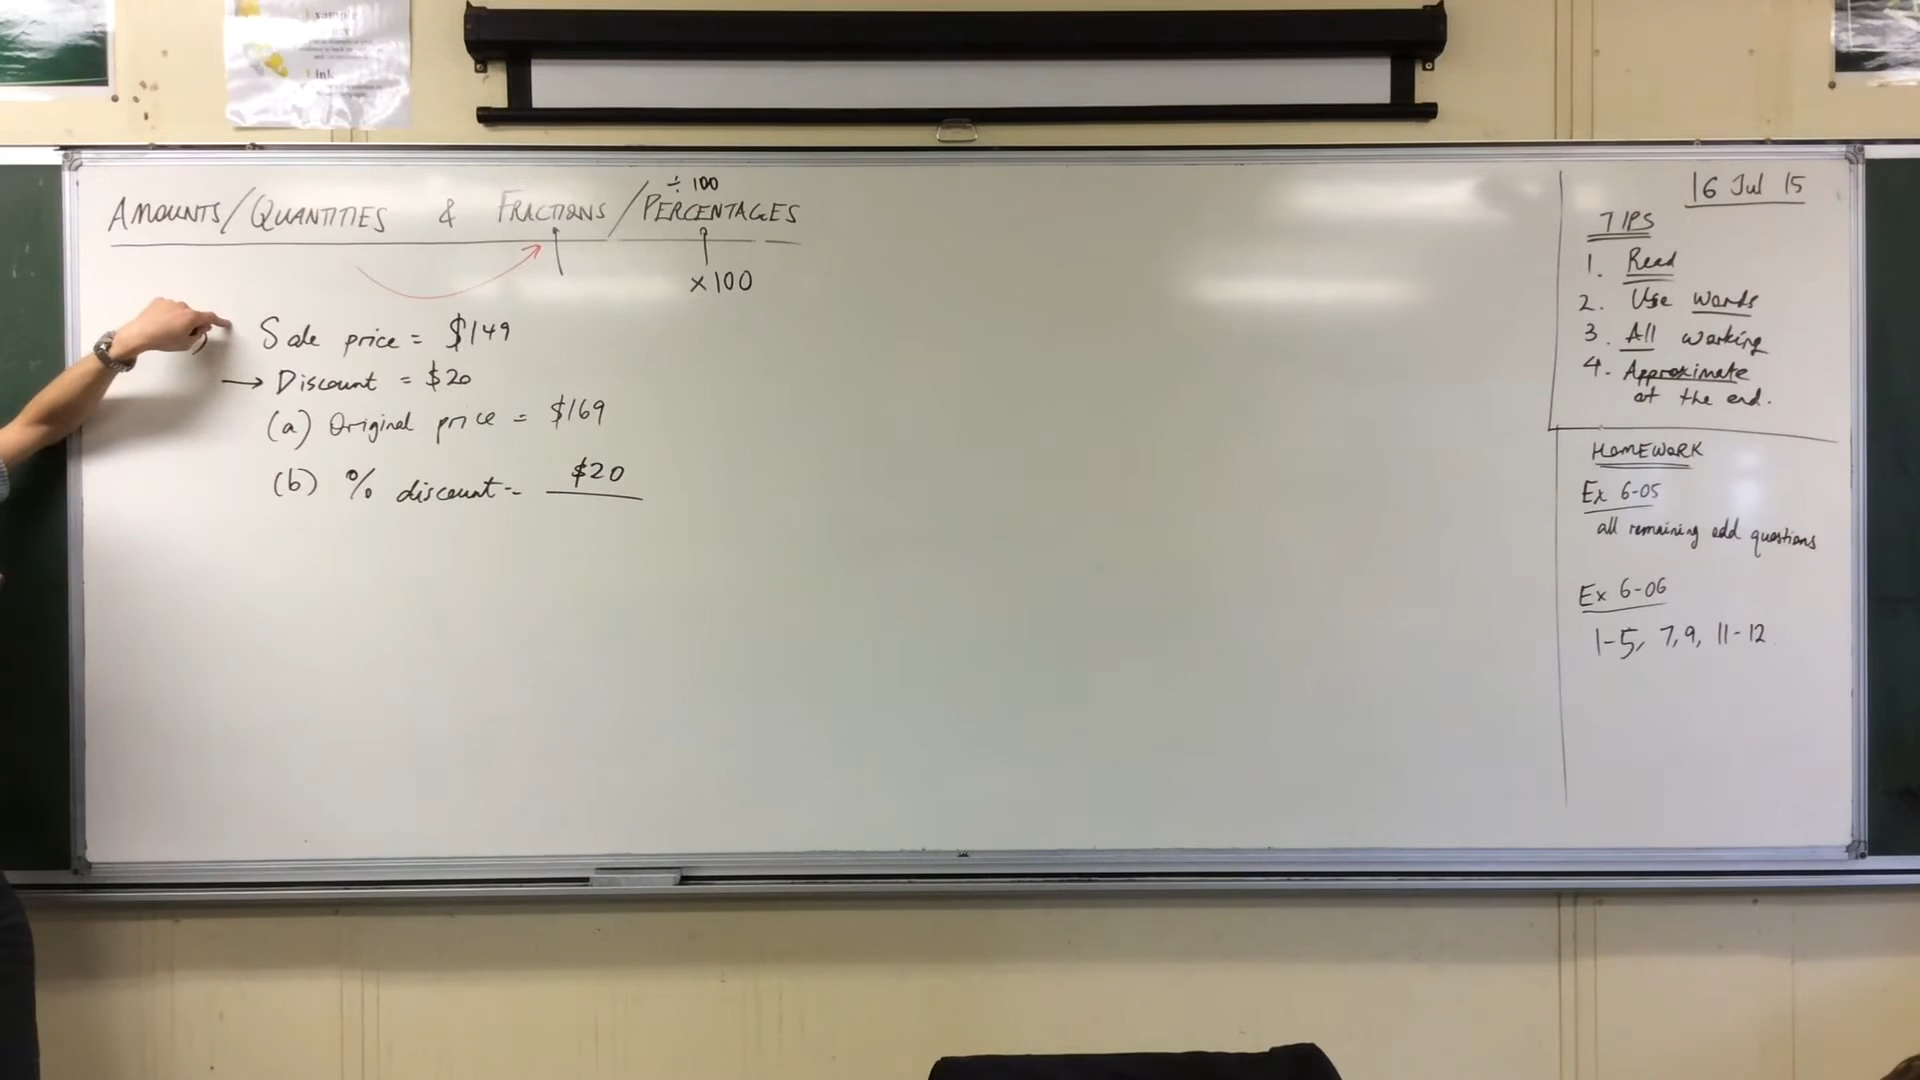 ÷ 100
AMOUNTS/QUANTITIES & FRACTIONS/PERCENTAGES
×100
Sale price = $149
→ Discount = $20
(a) Original price = $169
(b) % discount = $20
16 Jul 15
TIPS
1. Read
2. Use words
3. All working
4. Approximate
at the end.
HOMEWORK
Ex 6-05
all remaining odd questions
Ex 6-06
1-5, 7, 9, 11-12